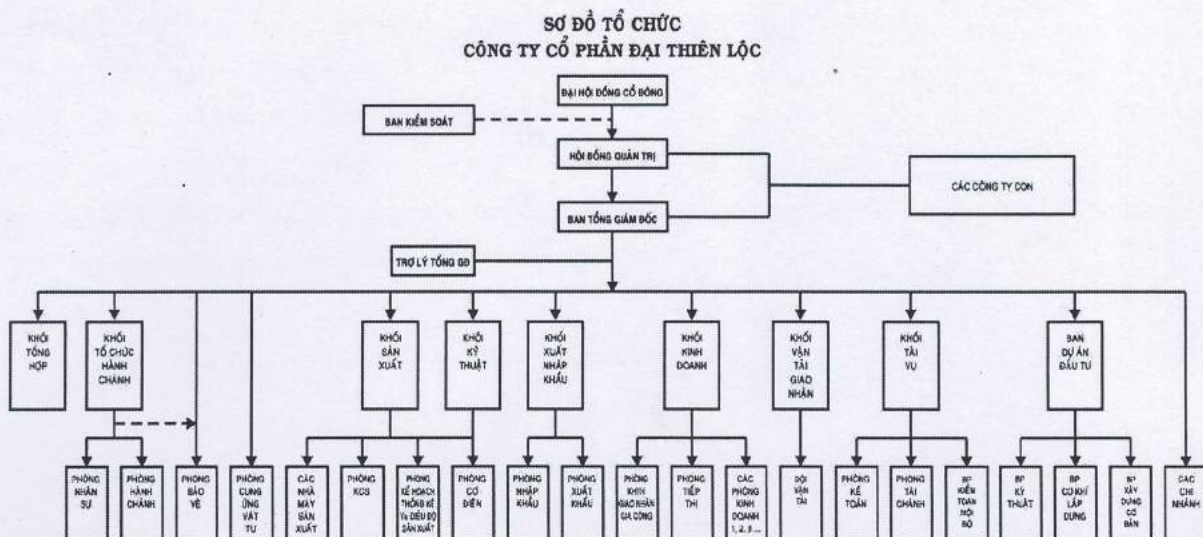 SƠ ĐỒ TỔ CHỨC
CÔNG TY CỔ PHẦN ĐẠI THIÊN LỘC
ĐẠI HỘI ĐỒNG CỔ ĐÔNG
BAN KIỂM SOÁT
HỘI ĐỒNG QUẢN TRỊ
CÁC CÔNG TY CON
BAN TỔNG GIÁM ĐỐC
TRỢ LÝ TỔNG GĐ
KHỐI
TỔNG
HỢP
KHỐI
TỔ CHỨC
HÀNH
CHÁNH
KHỐI
SẢN
XUẤT
KHỐI
KỸ
THUẬT
KHỐI
XUẤT
NHẬP
KHẨU
KHỐI
KINH
DOANH
KHỐI
VẬN
TẢI
GIAO
NHẬN
KHỐI
TÀI
VỤ
BAN
DỰ ÁN
ĐẦU TƯ
PHÒNG
NHÂN
SỰ
PHÒNG
HÀNH
CHÁNH
PHÒNG
BẢO
VỆ
PHÒNG
CUNG
ỨNG
VẬT
TƯ
CÁC
NHÀ
MÁY
SẢN
XUẤT
PHÒNG
KCS
PHÒNG
KẾ HOẠCH
THỐNG KÊ
Và ĐIỀU ĐỘ
SẢN XUẤT
PHÒNG
CƠ
ĐIỆN
PHÒNG
NHẬP
KHẨU
PHÒNG
XUẤT
KHẨU
PHÒNG
GIAO NHẬN
GIA CÔNG
PHÒNG
TIẾP
THỊ
CÁC
PHÒNG
KINH
DOANH
1, 2, 3 ...
ĐỘI
VẬN
TẢI
PHÒNG
KẾ
TOÁN
PHÒNG
TÀI
CHÁNH
BP
KIỂM
TOÁN
NỘI
BỘ
BP
KỸ
THUẬT
BP
CƠ KHÍ
LẮP
DỰNG
BP
XÂY
DỰNG
CƠ
BẢN
CÁC
CHI
NHÁNH